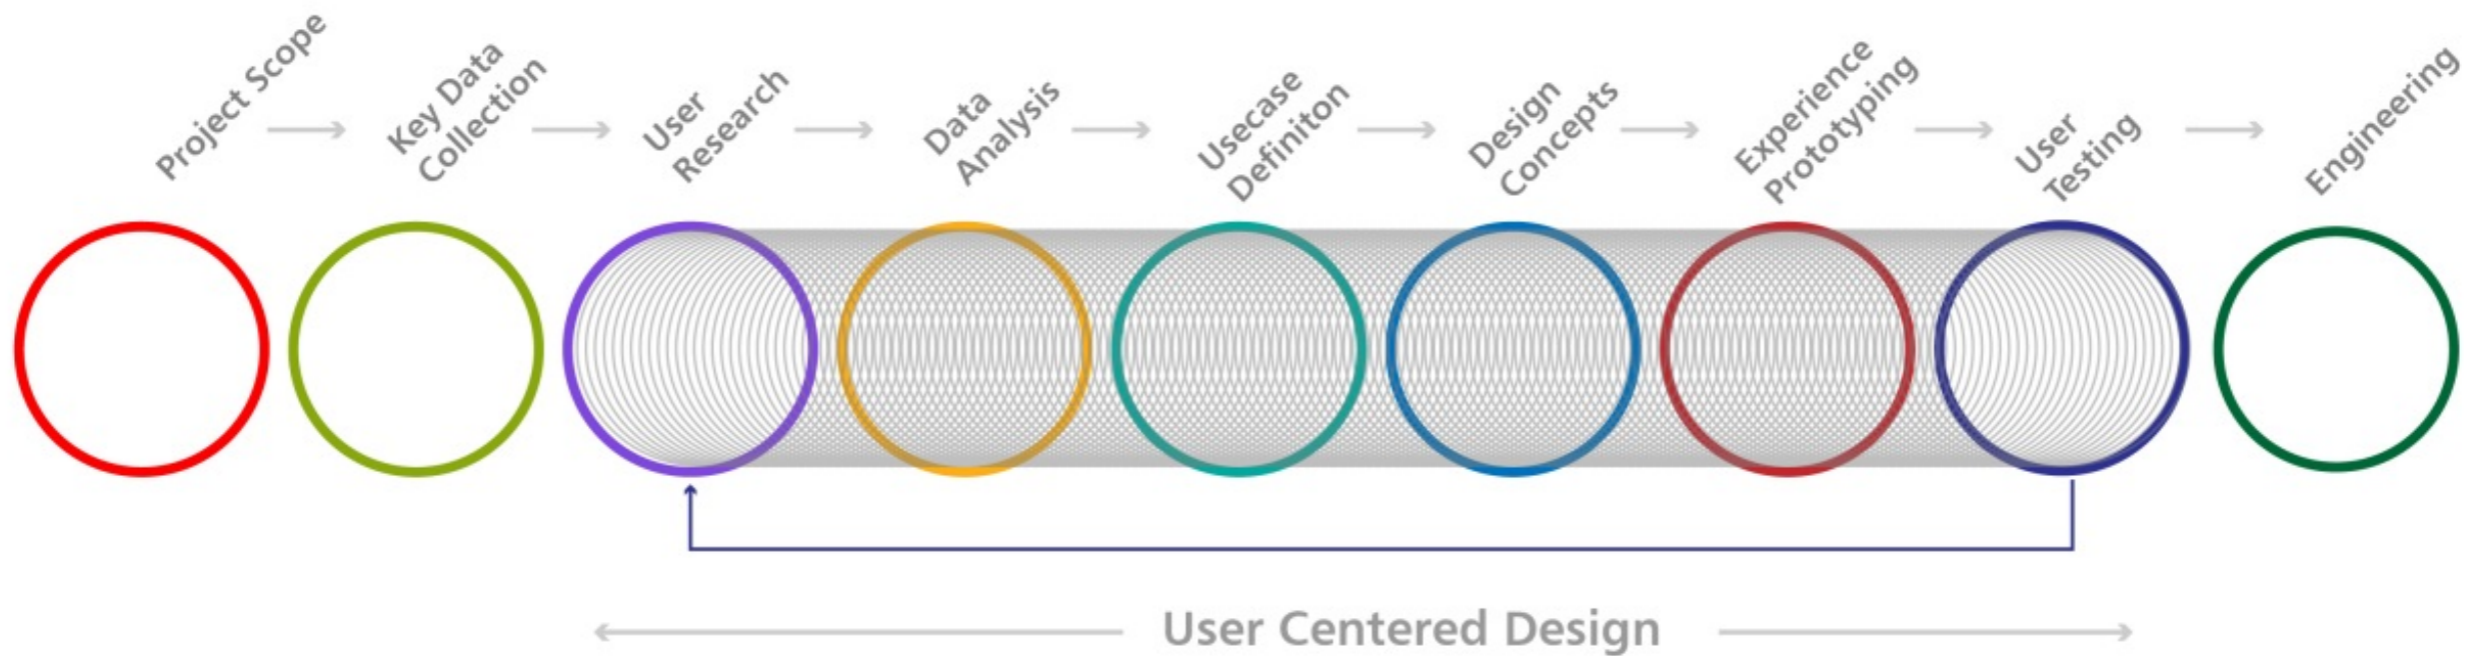 Project Scope
Key Data
Collection
User
Research
Data
Analysis
Usecase
Definiton
Design
Concepts
Experience
Prototyping
User
Testing
Engineering
User Centered Design